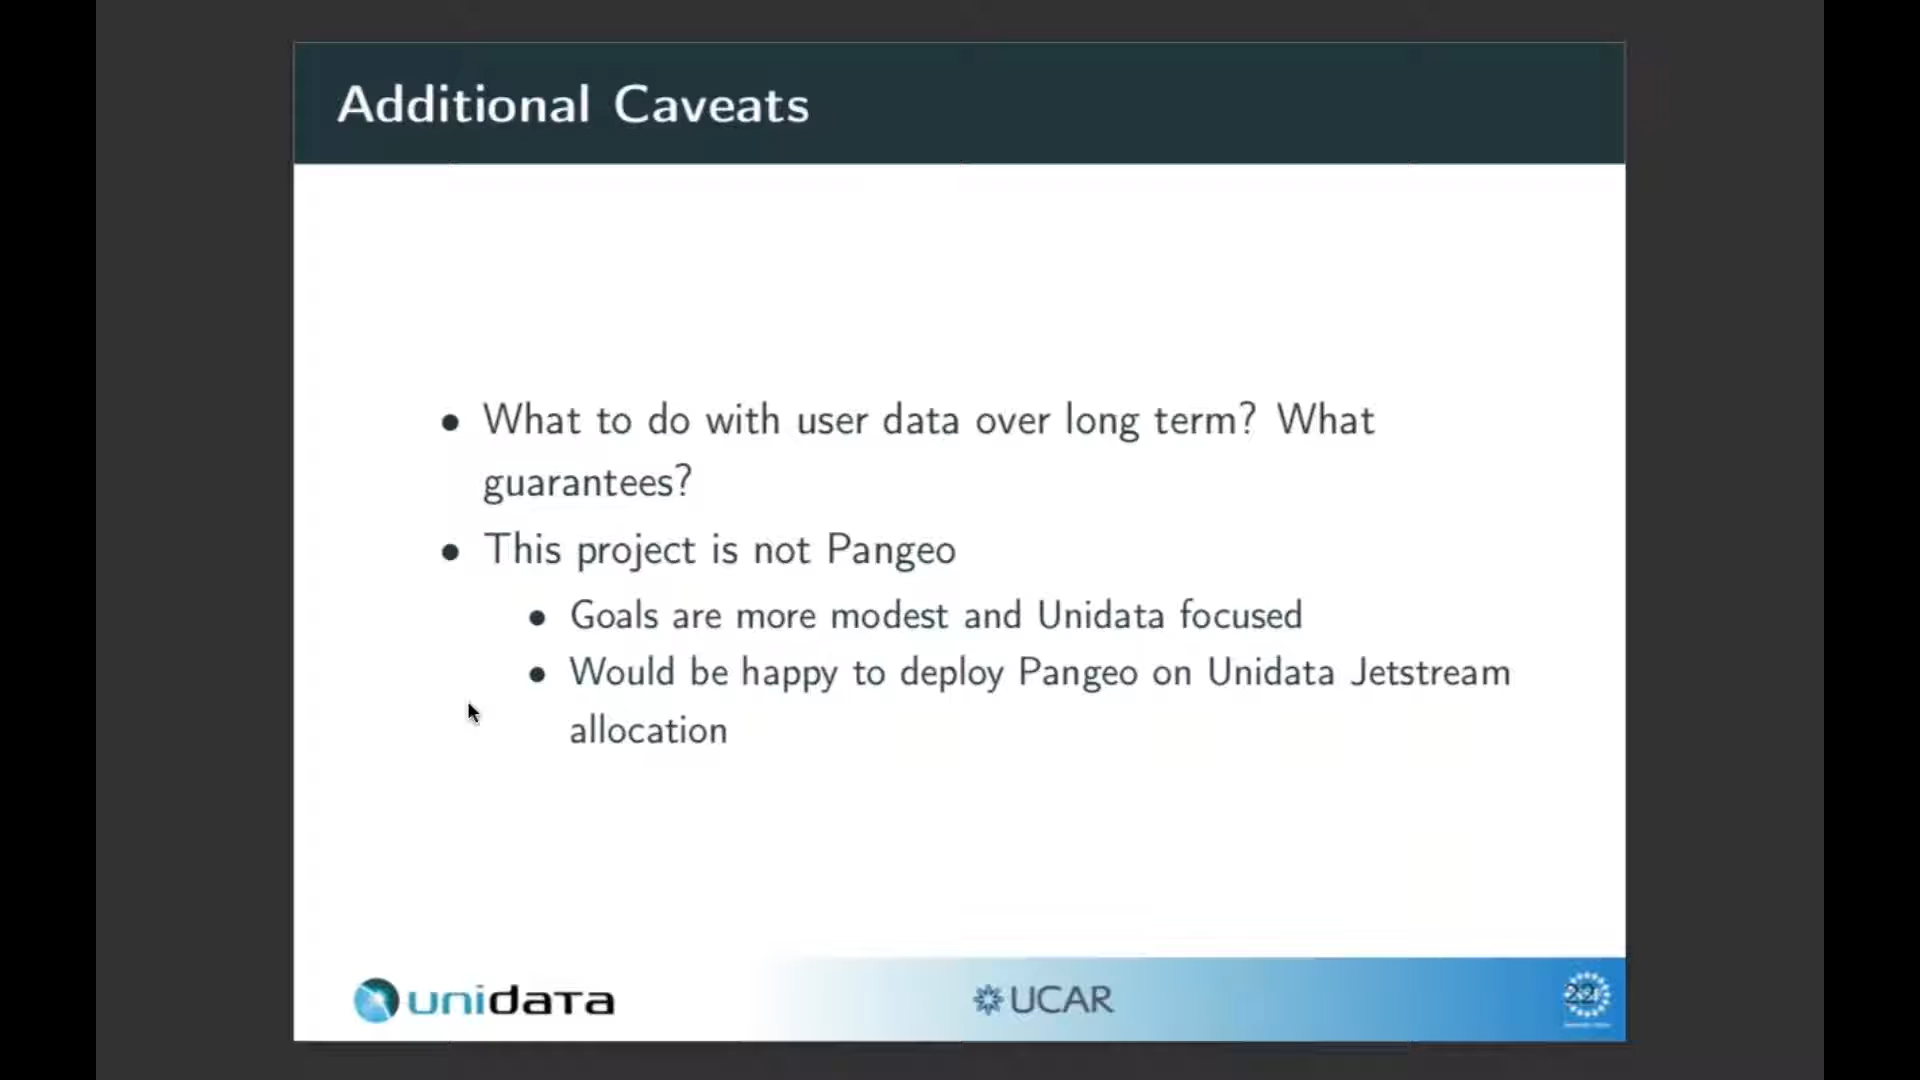 Additional Caveats
• What to do with user data over long term? What
guarantees?
• This project is not Pangeo
• Goals are more modest and Unidata focused
• Would be happy to deploy Pangeo on Unidata Jetstream
allocation
unidata
UCAR
22